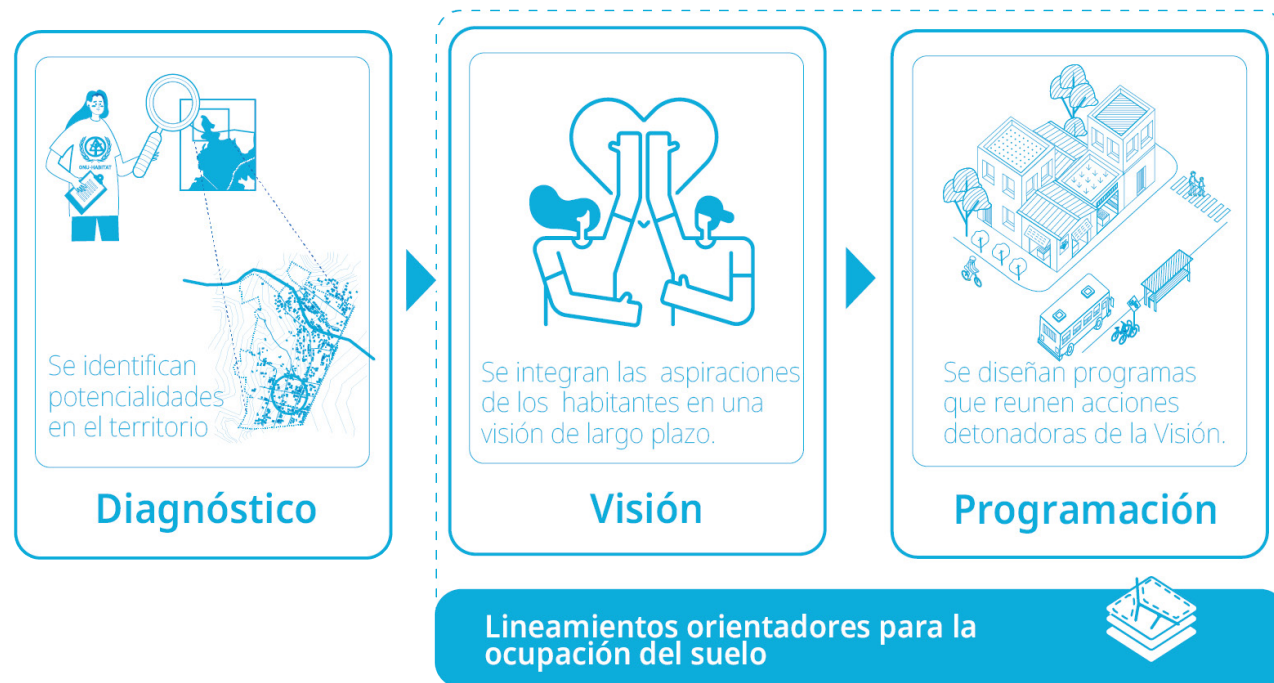 ONU-HABITAT
Se identifican
potencialidades
en el territorio
Diagnóstico
Se integran las aspiraciones
de los habitantes en una
visión de largo plazo.
Visión
Se diseñan programas
que reunen acciones
detonadoras de la Visión.
Programación
Lineamientos orientadores para la
ocupación del suelo